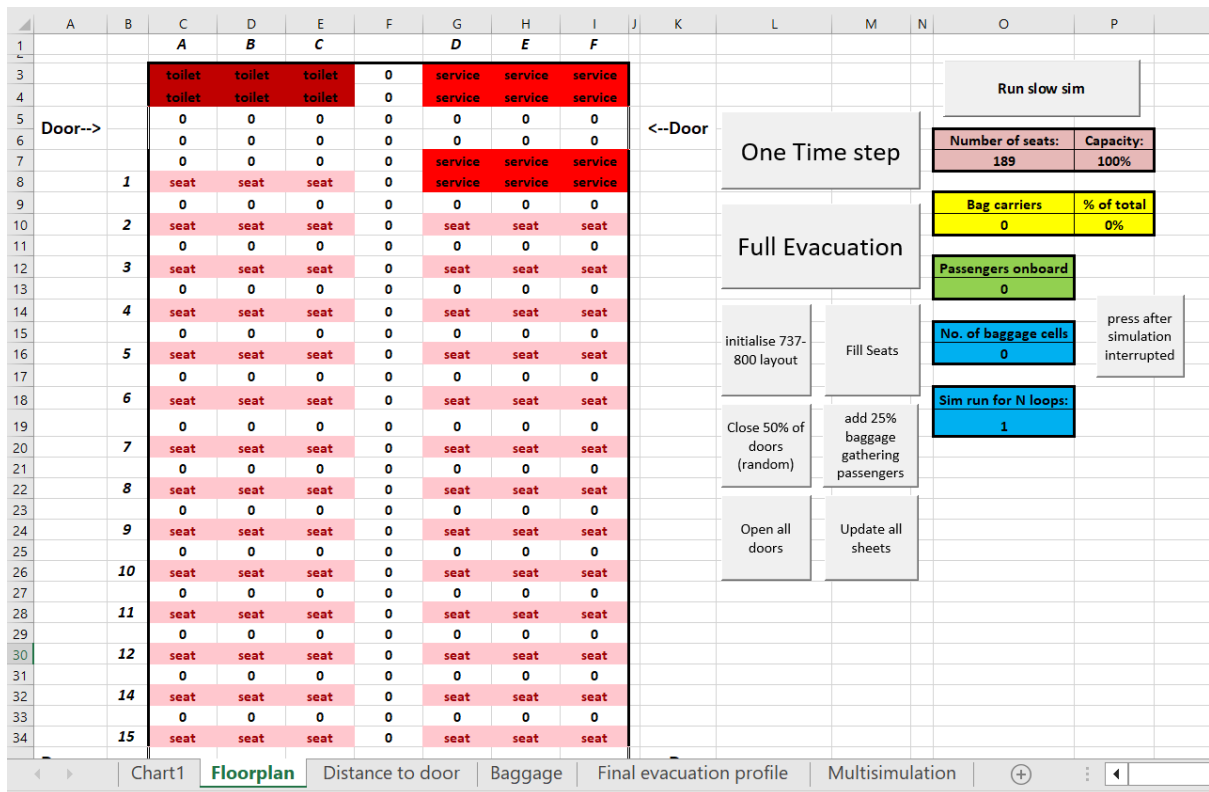 A B C D E F G H I J K L M N O P
1 A B C D E F
3 toilet toilet toilet 0 service service service
4 toilet toilet toilet 0 service service service
Run slow sim
5 0 0 0 0 0 0 0
Door--> <--Door
6 0 0 0 0 0 0 0
One Time step
Number of seats: Capacity:
7 0 0 0 0 service service service
189 100%
8 1 seat seat seat 0 service service service
9 0 0 0 0 0 0 0
Bag carriers % of total
10 2 seat seat seat 0 seat seat seat
0 0%
11 0 0 0 0 0 0 0
Full Evacuation
12 3 seat seat seat 0 seat seat seat
Passengers onboard
13 0 0 0 0 0 0 0
0
14 4 seat seat seat 0 seat seat seat
press after
simulation
interrupted
15 0 0 0 0 0 0 0
No. of baggage cells
initialise 737-
800 layout
Fill Seats
16 5 seat seat seat 0 seat seat seat
0
17 0 0 0 0 0 0 0
18 6 seat seat seat 0 seat seat seat
Sim run for N loops:
19 0 0 0 0 0 0 0
1
Close 50% of
doors
(random)
add 25%
baggage
gathering
passengers
20 7 seat seat seat 0 seat seat seat
21 0 0 0 0 0 0 0
22 8 seat seat seat 0 seat seat seat
23 0 0 0 0 0 0 0
24 9 seat seat seat 0 seat seat seat
Open all
doors
Update all
sheets
25 0 0 0 0 0 0 0
26 10 seat seat seat 0 seat seat seat
27 0 0 0 0 0 0 0
28 11 seat seat seat 0 seat seat seat
29 0 0 0 0 0 0 0
30 12 seat seat seat 0 seat seat seat
31 0 0 0 0 0 0 0
32 14 seat seat seat 0 seat seat seat
33 0 0 0 0 0 0 0
34 15 seat seat seat 0 seat seat seat
Chart1 Floorplan Distance to door Baggage Final evacuation profile Multisimulation